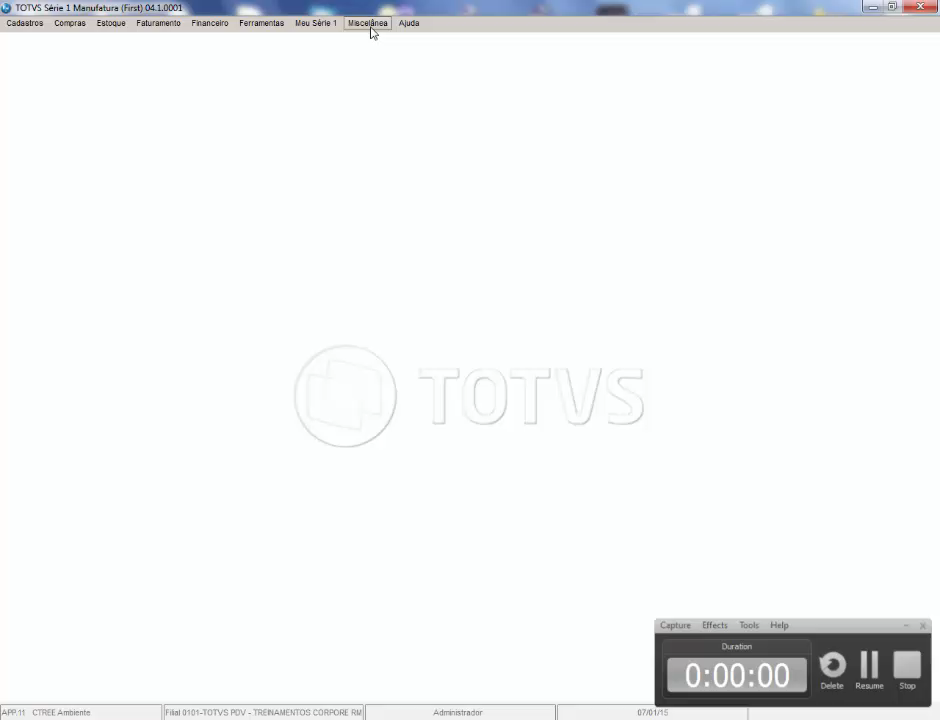 TOTVS Série 1 Manufatura (First) 04.1.0001
Cadastros Compras Estoque Faturamento Financeiro Ferramentas Meu Série 1 Miscelânea Ajuda
TOTVS
Capture Effects Tools Help
Duration
0:00:00
Delete Resume Stop
APP.11 CTREE Ambiente Filial 0101-TOTVS PDV - TREINAMENTOS CORPORE RM Administrador 07/01/15